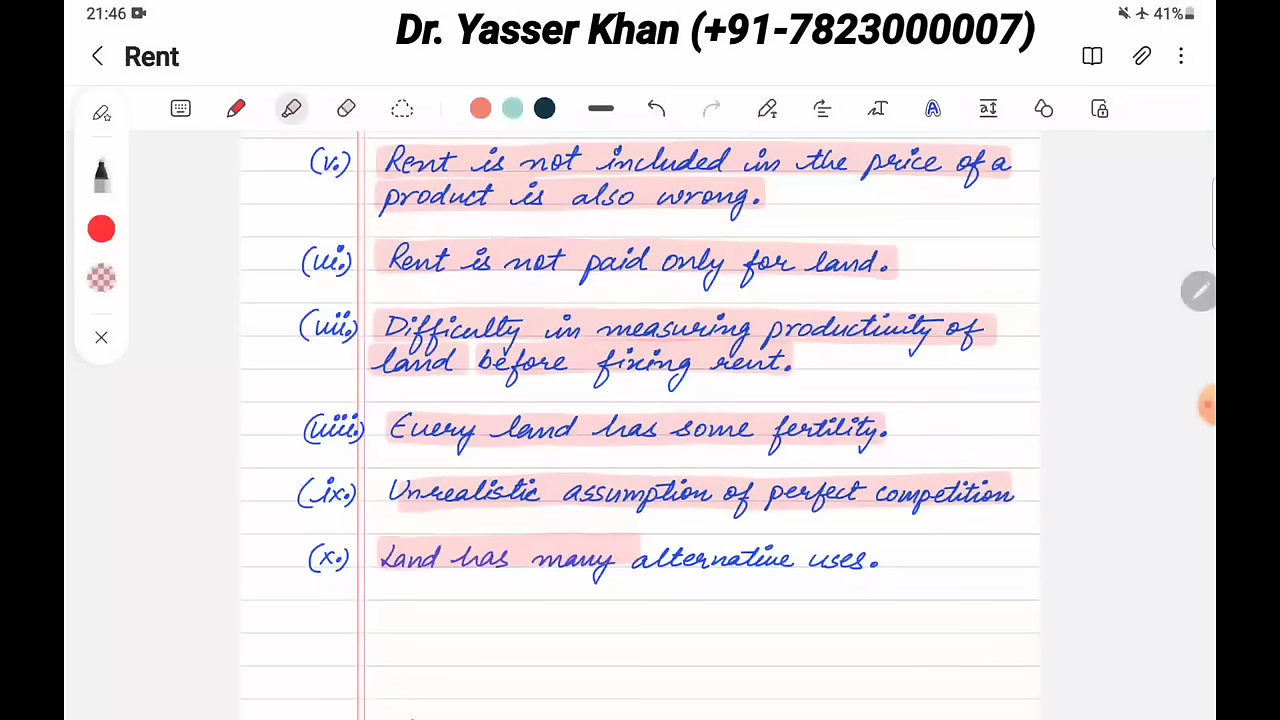 21:46
Dr. Yasser Khan (+91-7823000007)
41%
Rent
(v.) Rent is not included in the price of a
product is also wrong.
(vi.) Rent is not paid only for land.
(vii.) Difficulty in measuring productivity of
land before fixing rent.
(viii.) Every land has some fertility.
(ix.) Unrealistic assumption of perfect competition
(x.) Land has many alternative uses.